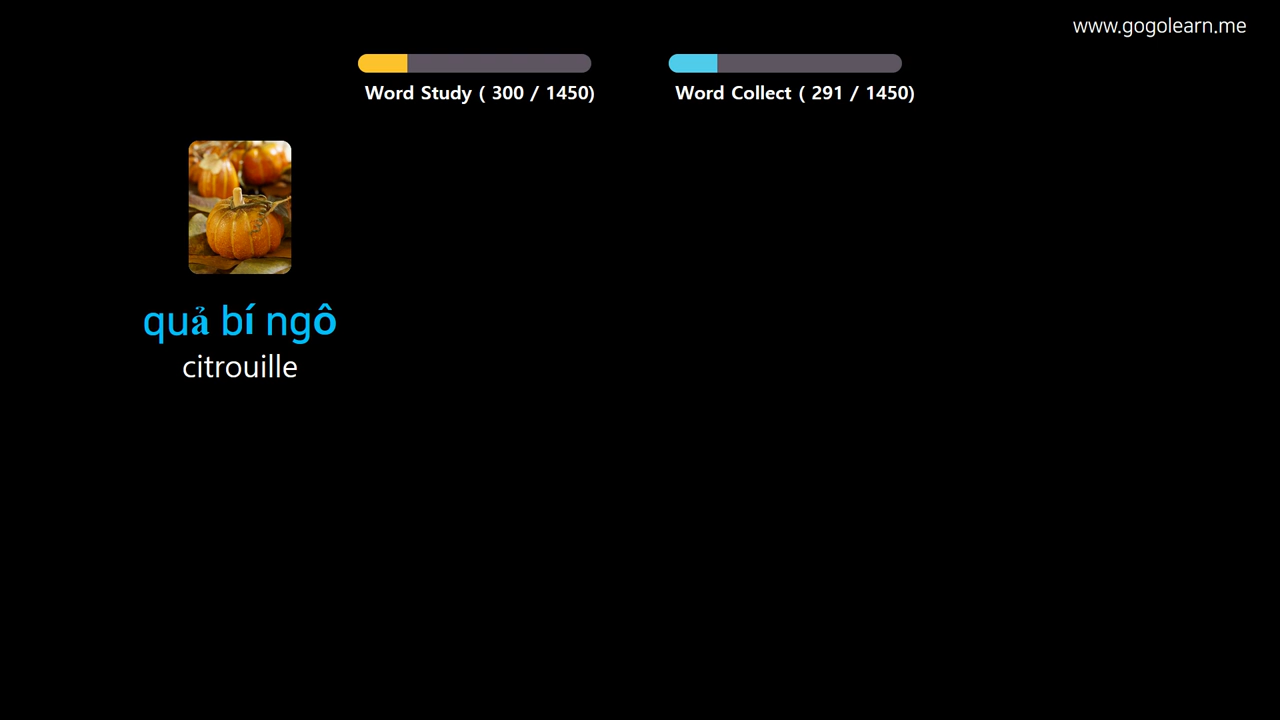 www.gogolearn.me
Word Study ( 300 / 1450)
Word Collect ( 291 / 1450)
quả bí ngô
citrouille